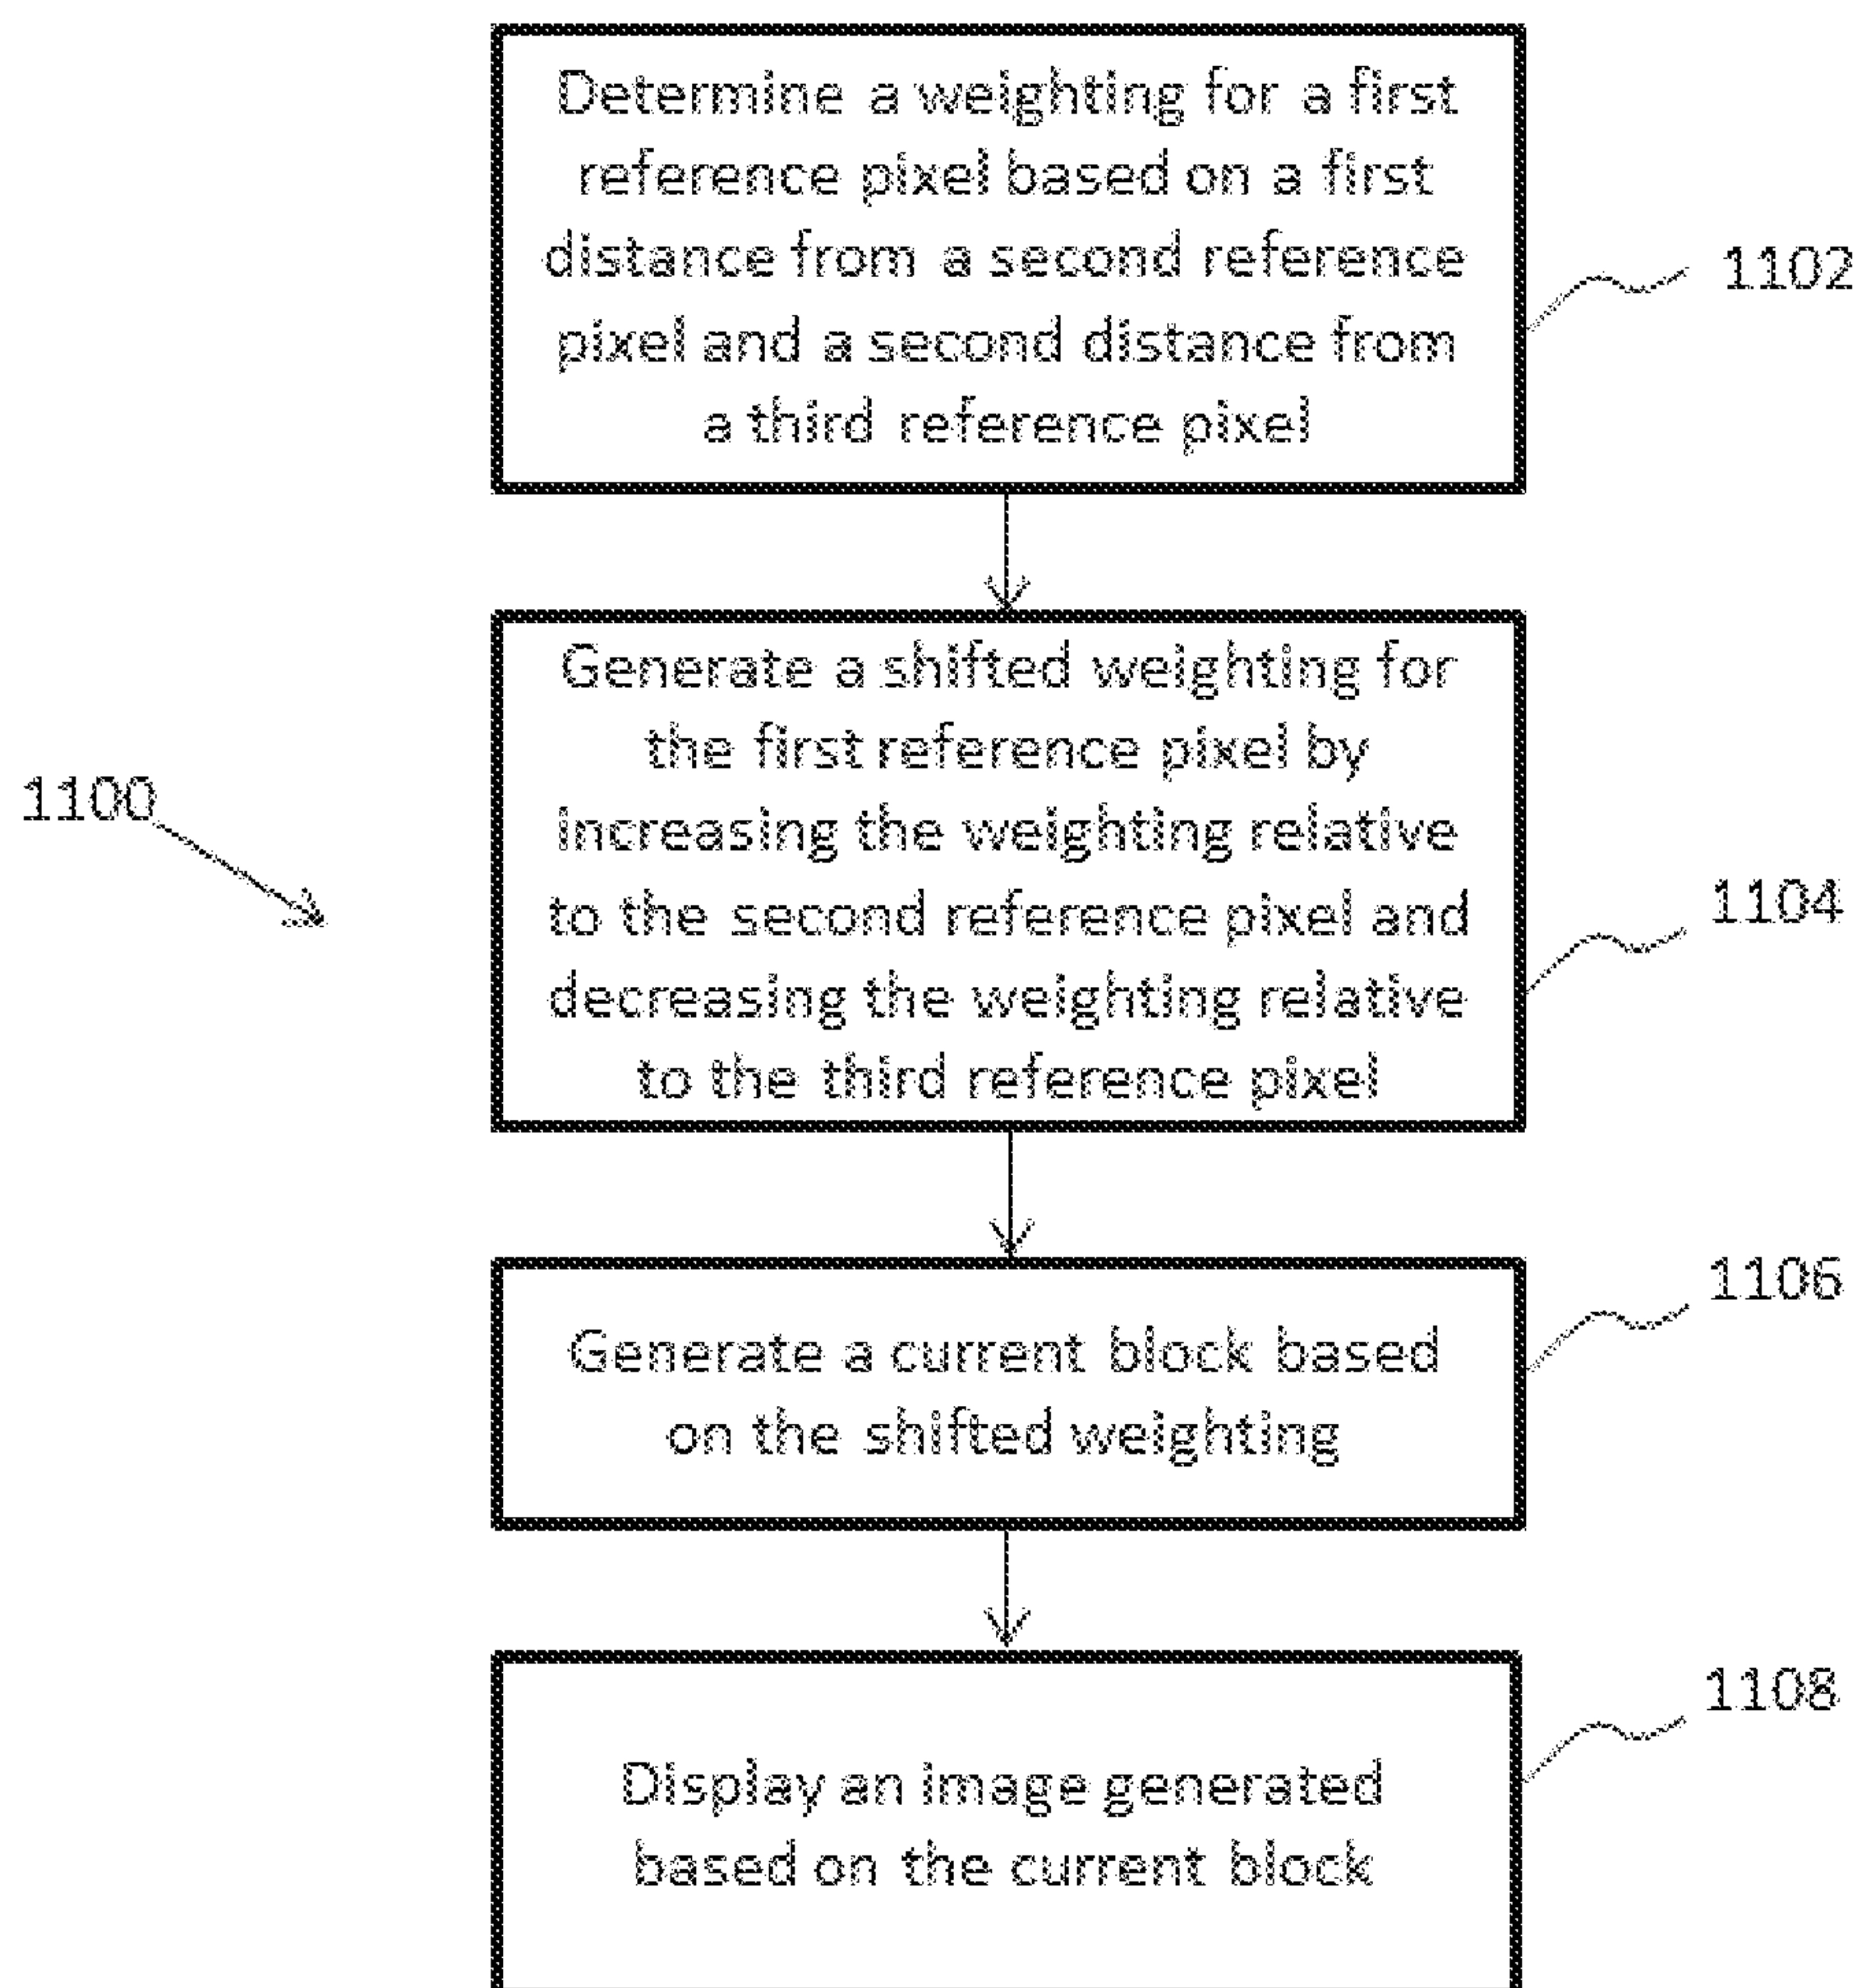 Determine a weighting for a first
reference pixel based on a first
distance from a second reference
pixel and a second distance from
a third reference pixel
1102
Generate a shifted weighting for
the first reference pixel by
increasing the weighting relative
to the second reference pixel and
decreasing the weighting relative
to the third reference pixel
1100
1104
Generate a current block based
on the shifted weighting
1106
Display an image generated
based on the current block
1108